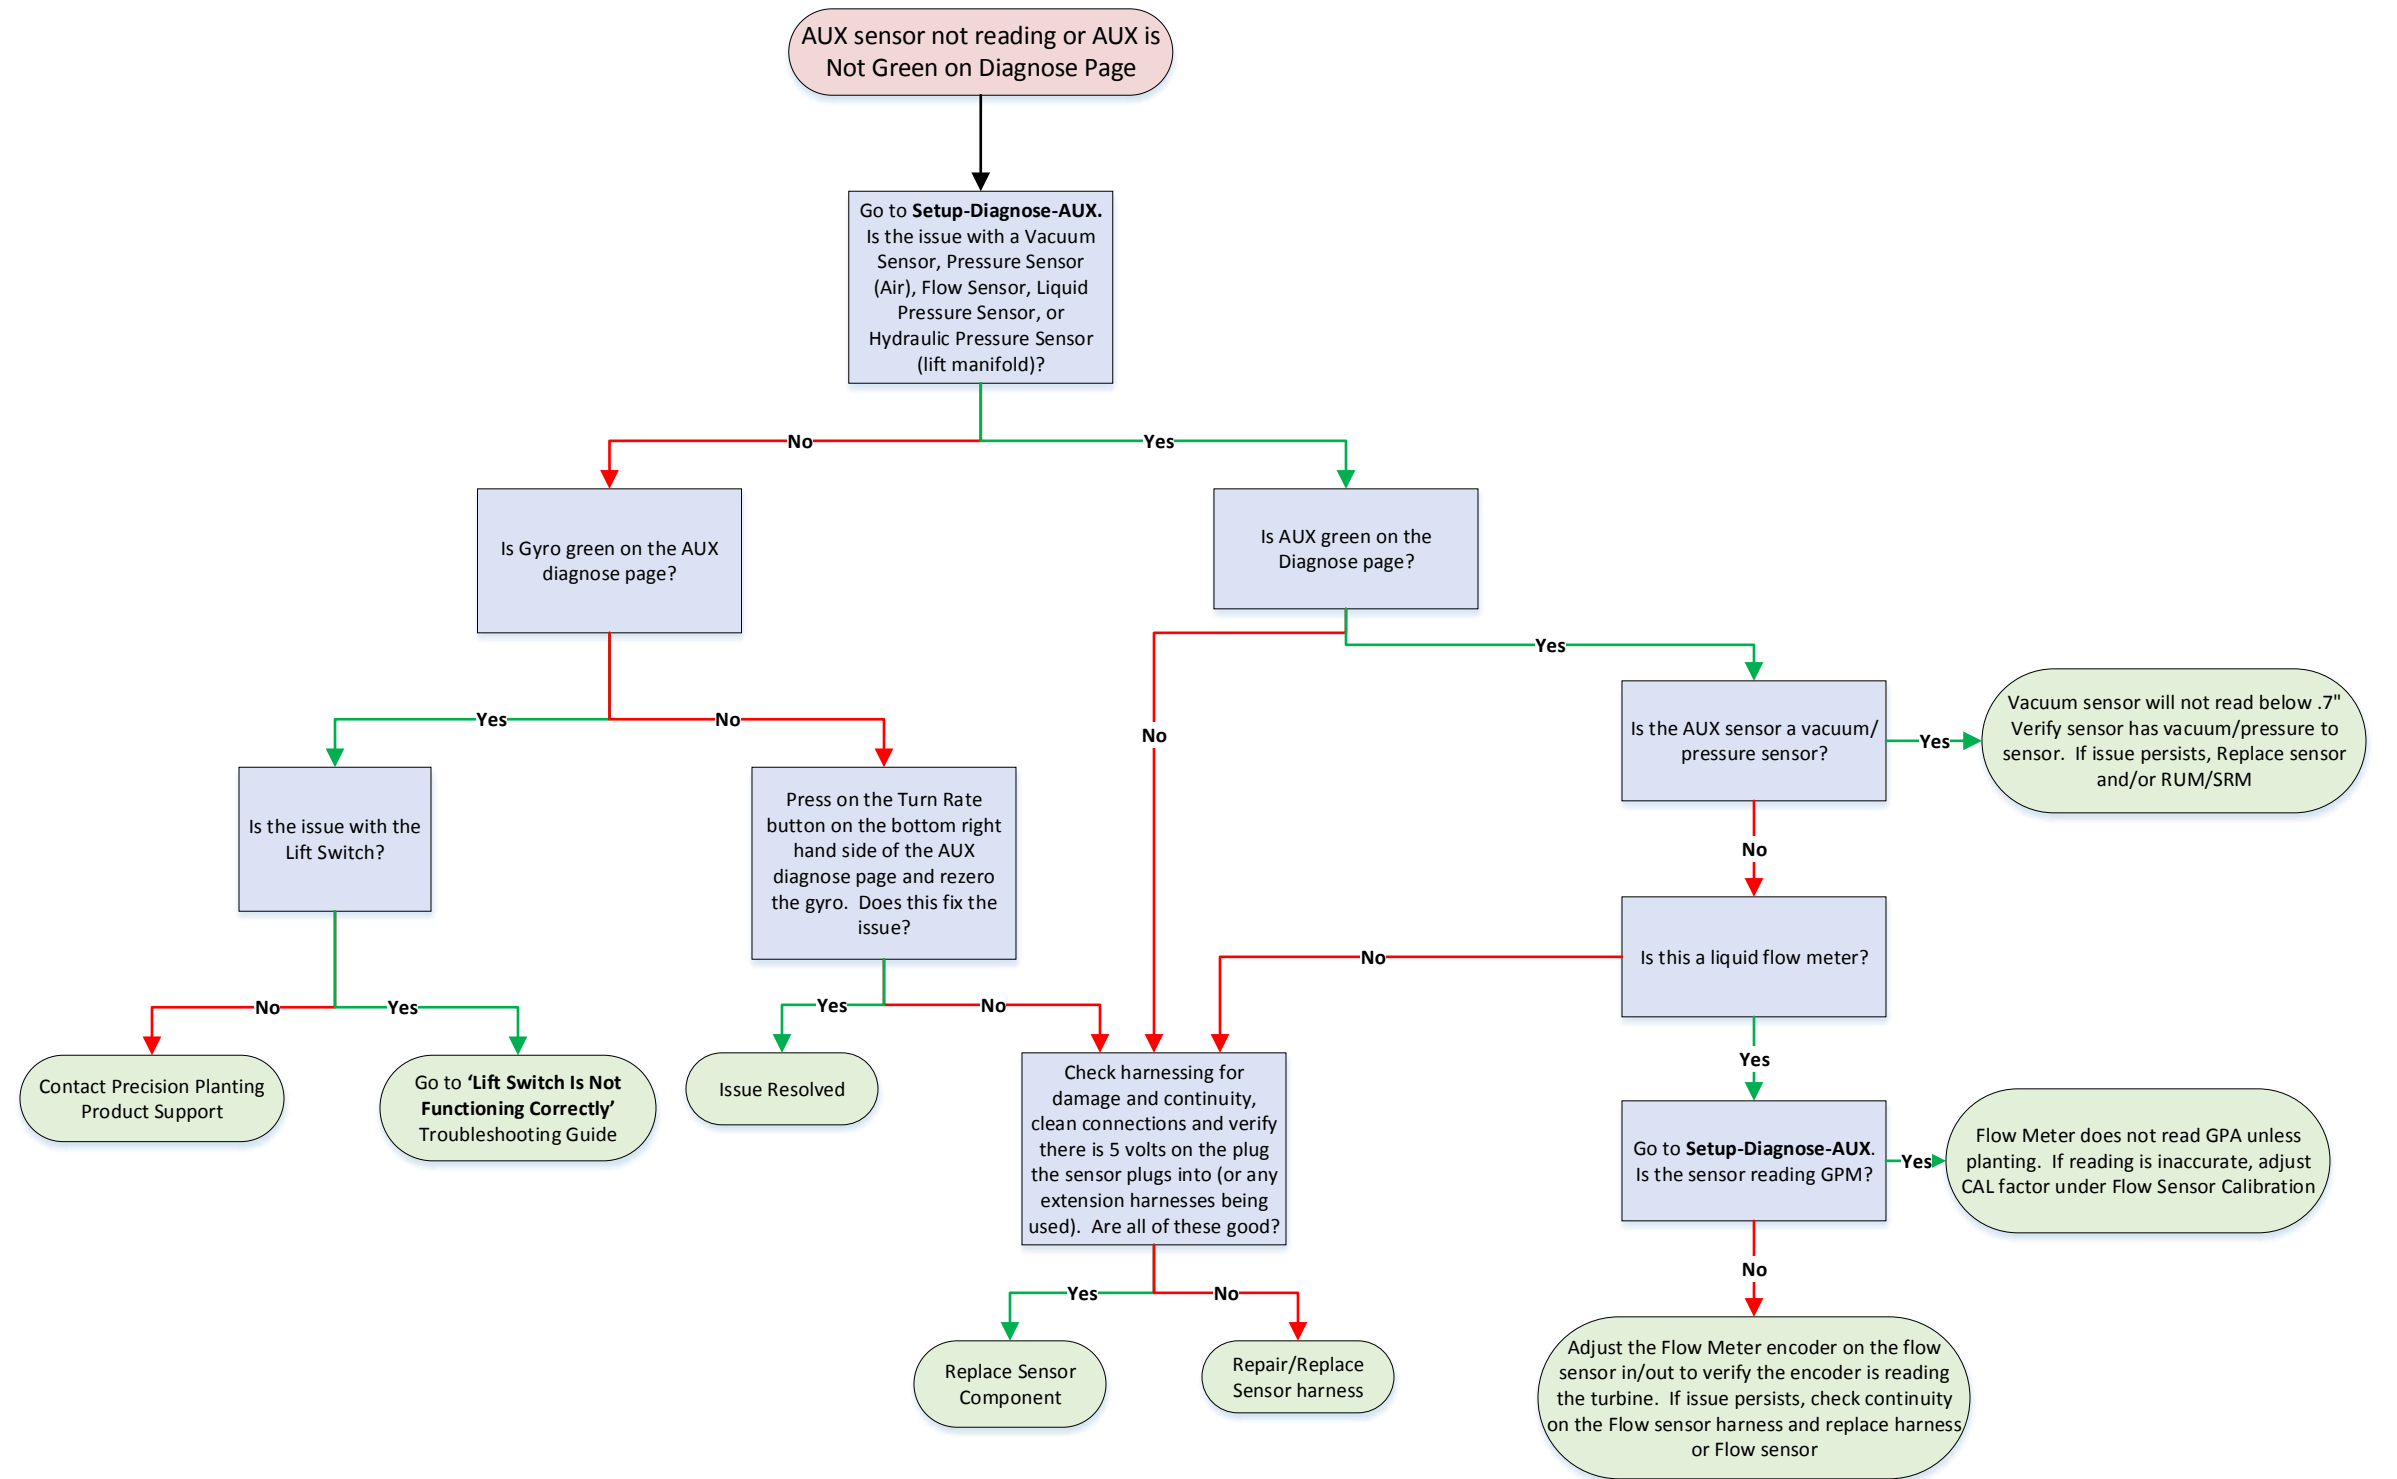 AUX sensor not reading or AUX is
Not Green on Diagnose Page
Go to Setup-Diagnose-AUX.
Is the issue with a Vacuum
Sensor, Pressure Sensor
(Air), Flow Sensor, Liquid
Pressure Sensor, or
Hydraulic Pressure Sensor
(lift manifold)?
No
Yes
Is Gyro green on the AUX
diagnose page?
Is AUX green on the
Diagnose page?
Yes
No
No
Yes
Is the issue with the
Lift Switch?
Press on the Turn Rate
button on the bottom right
hand side of the AUX
diagnose page and rezero
the gyro.  Does this fix the
issue?
Is the AUX sensor a vacuum/
pressure sensor?
Yes
Vacuum sensor will not read below .7"
Verify sensor has vacuum/pressure to
sensor.  If issue persists, Replace sensor
and/or RUM/SRM
No
Is this a liquid flow meter?
No
No
Yes
Yes
No
Yes
Contact Precision Planting
Product Support
Go to ‘Lift Switch Is Not
Functioning Correctly’
Troubleshooting Guide
Issue Resolved
Check harnessing for
damage and continuity,
clean connections and verify
there is 5 volts on the plug
the sensor plugs into (or any
extension harnesses being
used).  Are all of these good?
Go to Setup-Diagnose-AUX.
Is the sensor reading GPM?
Yes
Flow Meter does not read GPA unless
planting.  If reading is inaccurate, adjust
CAL factor under Flow Sensor Calibration
Yes
No
No
Replace Sensor
Component
Repair/Replace
Sensor harness
Adjust the Flow Meter encoder on the flow
sensor in/out to verify the encoder is reading
the turbine.  If issue persists, check continuity
on the Flow sensor harness and replace harness
or Flow sensor